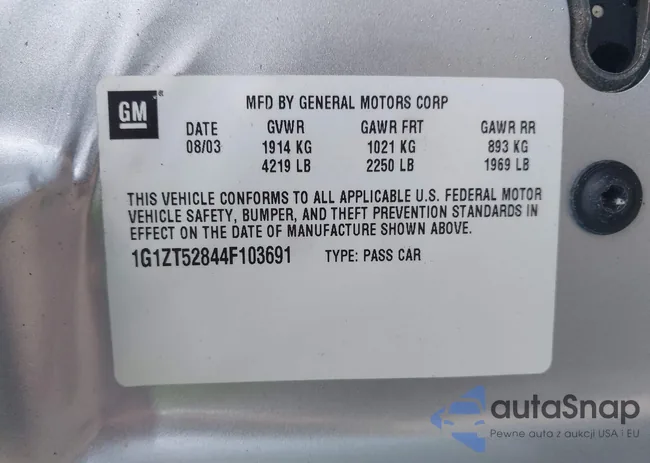 GM
MFD BY GENERAL MOTORS CORP
DATE GVWR GAWR FRT GAWR RR
08/03 1914 KG 1021 KG 893 KG
4219 LB 2250 LB 1969 LB
THIS VEHICLE CONFORMS TO ALL APPLICABLE U.S. FEDERAL MOTOR
VEHICLE SAFETY, BUMPER, AND THEFT PREVENTION STANDARDS IN
EFFECT ON THE DATE OF MANUFACTURE SHOWN ABOVE.
1G1ZT52844F103691 TYPE: PASS CAR
autaSnap
Pewne auta z aukcji USA i EU